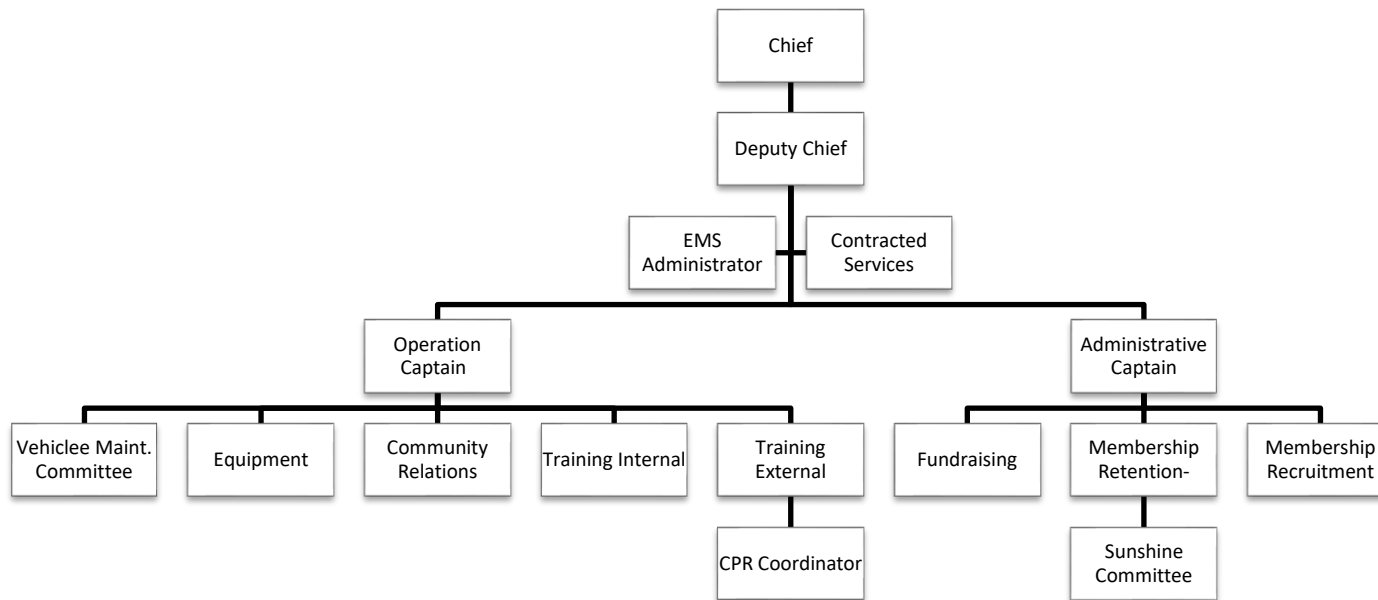 Chief
Deputy Chief
EMS
Administrator
Contracted
Services
Operation
Captain
Administrative
Captain
Vehiclee Maint.
Committee
Equipment
Community
Relations
Training Internal
Training
External
Fundraising
Membership
Retention-
Membership
Recruitment
CPR Coordinator
Sunshine
Committee